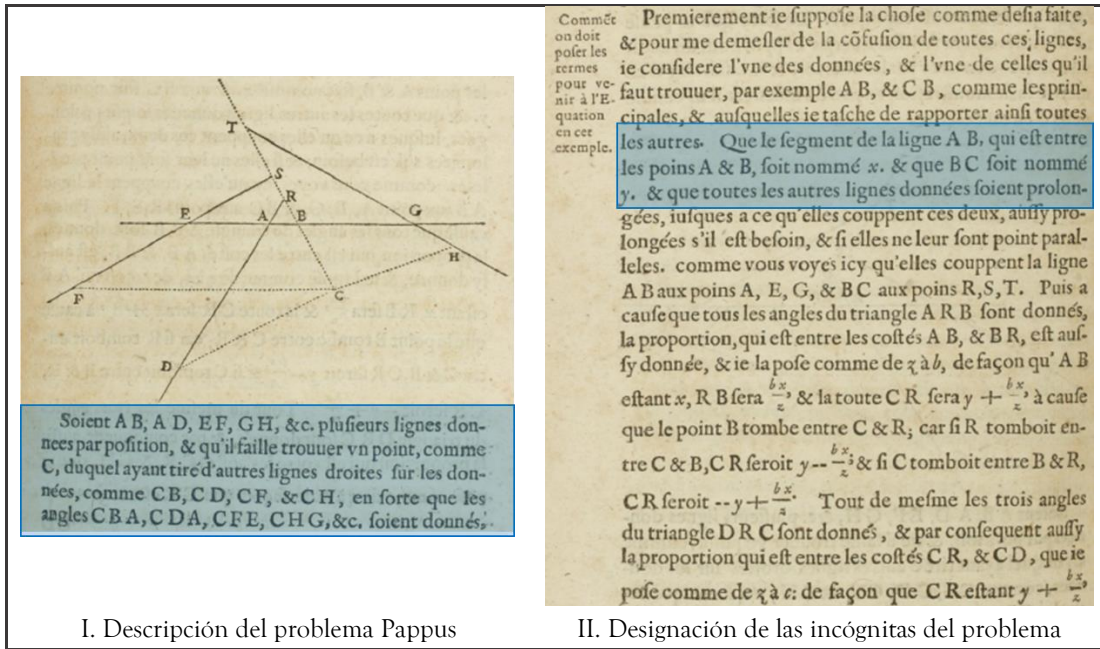 T
S
R
E
A
B
G
H
F
C
D
Soient A B, A D, E F, G H, &c. plusieurs lignes don-
nees par position, & qu'il faille trouuer vn point, comme
C, duquel ayant tiré d'autres lignes droites sur les don-
nées, comme C B, C D, C F, & C H, en sorte que les
angles C B A, C D A, C F E, C H G, &c. soient donnés,
I. Descripción del problema Pappus
Commēt
on doit
poser les
termes
pour ve-
nir à l'E-
quation
en cet
exemple.
Premierement ie suppose la chose comme desia faite,
& pour me demesler de la cōfusion de toutes ces lignes,
ie considere l'vne des données, & l'vne de celles qu'il
faut trouuer, par exemple A B, & C B, comme les prin-
cipales, & ausquelles ie tasche de rapporter ainsi toutes
les autres. Que le segment de la ligne A B, qui est entre
les poins A & B, soit nommé x. & que B C soit nommé
y. & que toutes les autres lignes données soient prolon-
gées, iusques a ce qu'elles couppent ces deux, aussy pro-
longées s'il est besoin, & si elles ne leur sont point paral-
leles. comme vous voyes icy qu'elles couppent la ligne
A B aux poins A, E, G, & B C aux poins R, S, T. Puis a
cause que tous les angles du triangle A R B sont donnés,
la proportion, qui est entre les costés A B, & B R, est aus-
sy donnée, & ie la pose comme de z à b, de façon qu' A B
estant x, R B sera bx/z, & la toute C R sera y + bx/z, à cause
que le point B tombe entre C & R; car si R tomboit en-
tre C & B, C R seroit y -- bx/z; & si C tomboit entre B & R,
C R seroit -- y + bx/z. Tout de mesme les trois angles
du triangle D R C sont donnés, & par consequent aussy
la proportion qui est entre les costés C R, & C D, que ie
pose comme de z à c: de façon que C R estant y + bx/z,
II. Designación de las incógnitas del problema